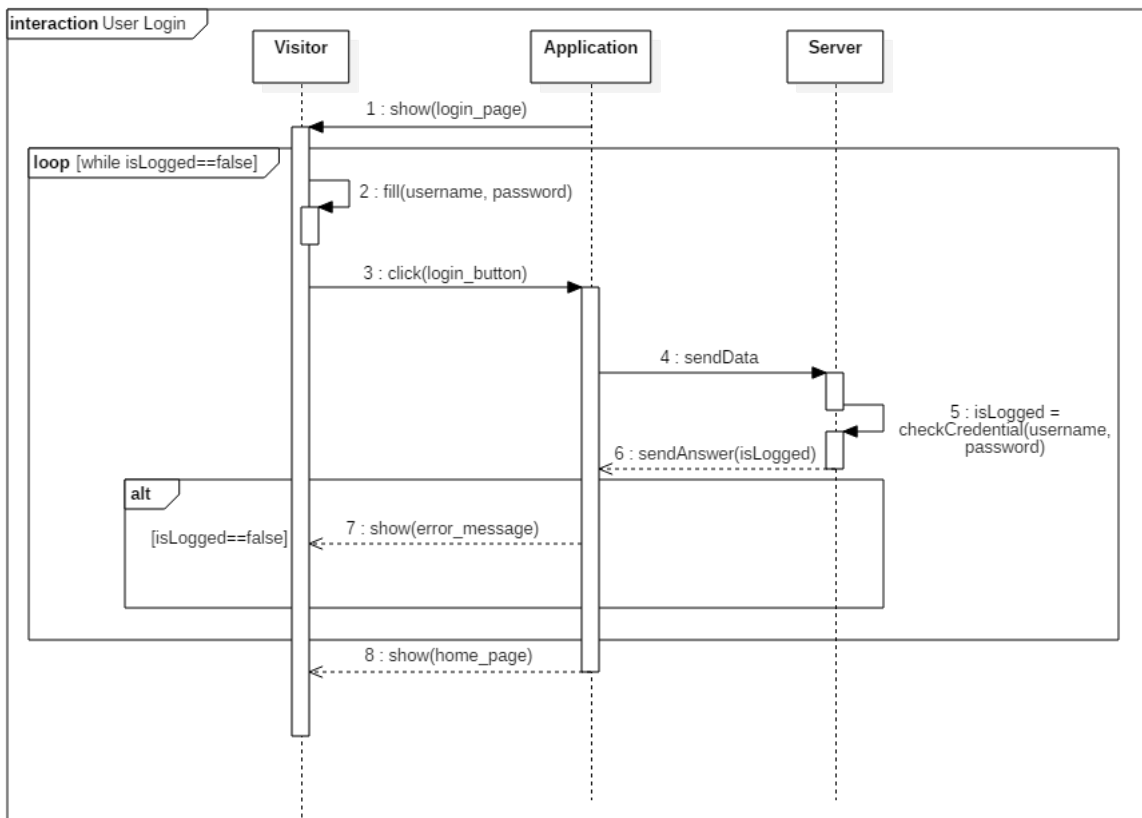 interaction User Login
Visitor
Application
Server
1 : show(login_page)
loop [while isLogged==false]
2 : fill(username, password)
3 : click(login_button)
4 : sendData
5 : isLogged =
checkCredential(username,
password)
6 : sendAnswer(isLogged)
alt
[isLogged==false]
7 : show(error_message)
8 : show(home_page)